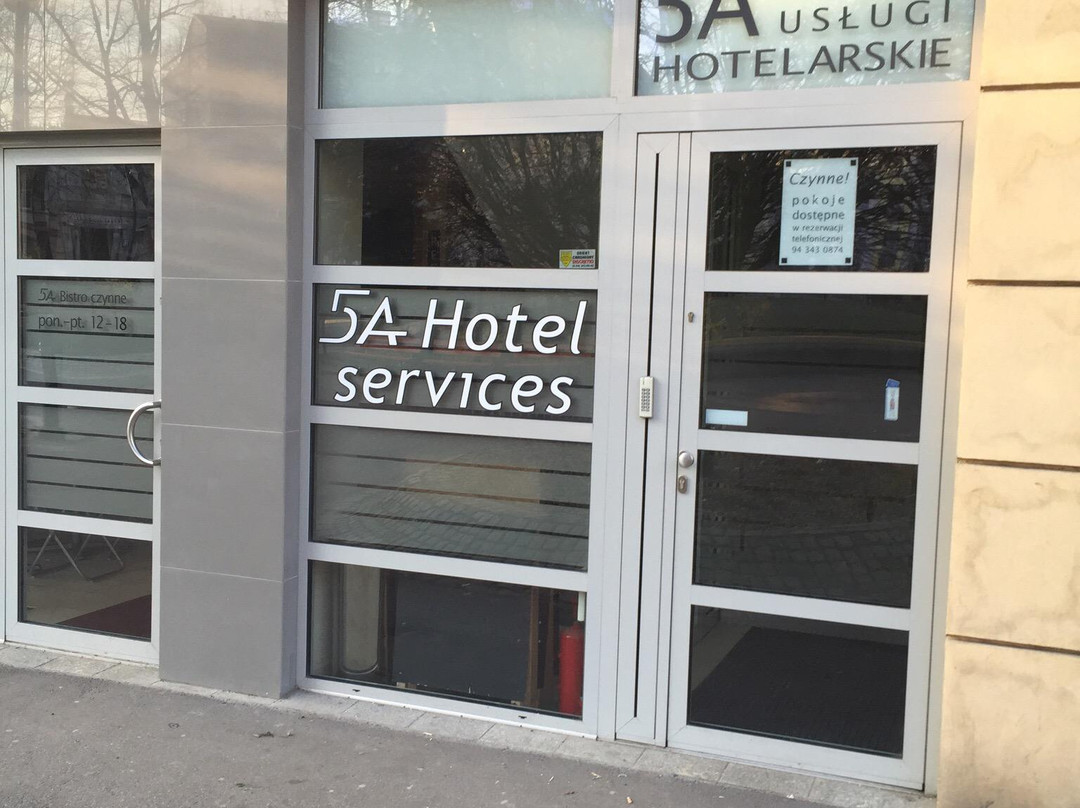 5A USŁUGI
HOTELARSKIE
Czynne!
pokoje
dostępne
w rezerwacji
telefonicznej
94 343 0874
5A Bistro czynne
pon.-pt. 12-18
5A Hotel
services